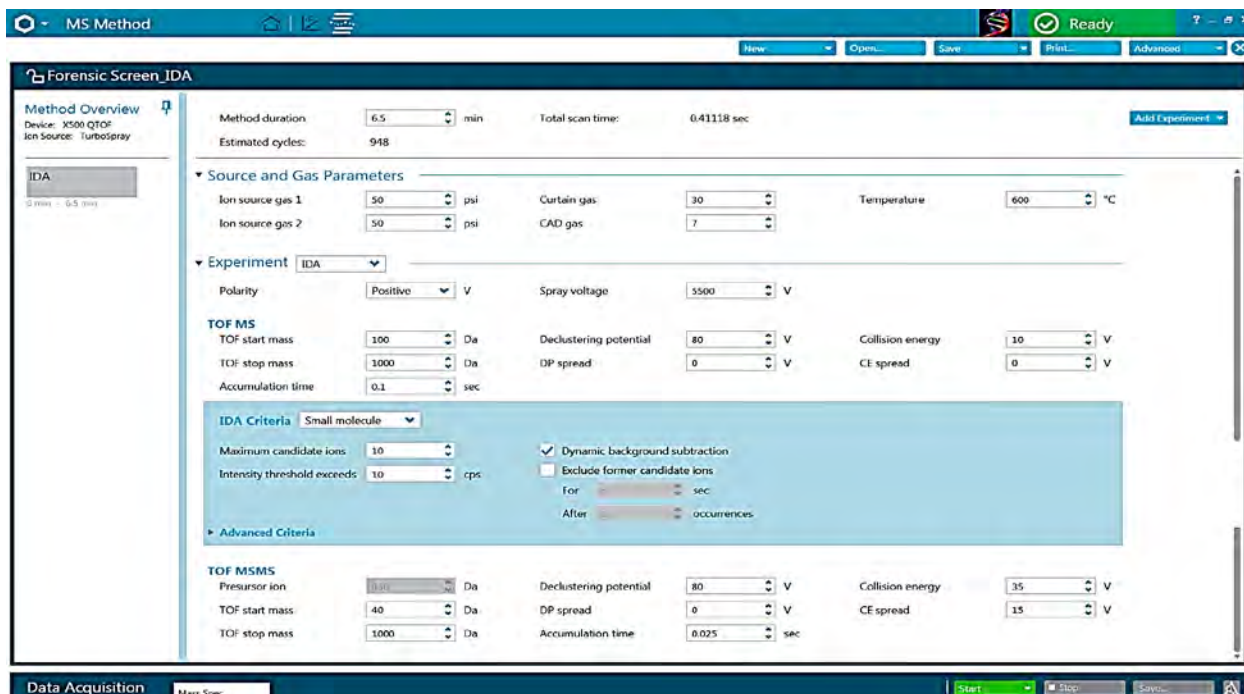 MS Method
Ready
? - 
New Open... Save Print... Advanced
Forensic Screen_IDA
Method Overview
Device: X500 QTOF
Ion Source: TurboSpray
IDA
0 min - 6.5 min
Method duration 6.5 min Total scan time: 0.41118 sec
Add Experiment
Estimated cycles: 948
Source and Gas Parameters
Ion source gas 1 50 psi Curtain gas 30 Temperature 600 °C
Ion source gas 2 50 psi CAD gas 7
Experiment IDA
Polarity Positive V Spray voltage 5500 V
TOF MS
TOF start mass 100 Da Declustering potential 80 V Collision energy 10 V
TOF stop mass 1000 Da DP spread 0 V CE spread 0 V
Accumulation time 0.1 sec
IDA Criteria Small molecule
Maximum candidate ions 10 Dynamic background subtraction
Intensity threshold exceeds 10 cps Exclude former candidate ions
For sec
After occurrences
Advanced Criteria
TOF MSMS
Presursor ion Da Declustering potential 80 V Collision energy 35 V
TOF start mass 40 Da DP spread 0 V CE spread 15 V
TOF stop mass 1000 Da Accumulation time 0.025 sec
Data Acquisition Mass Spec
Start Stop Save...